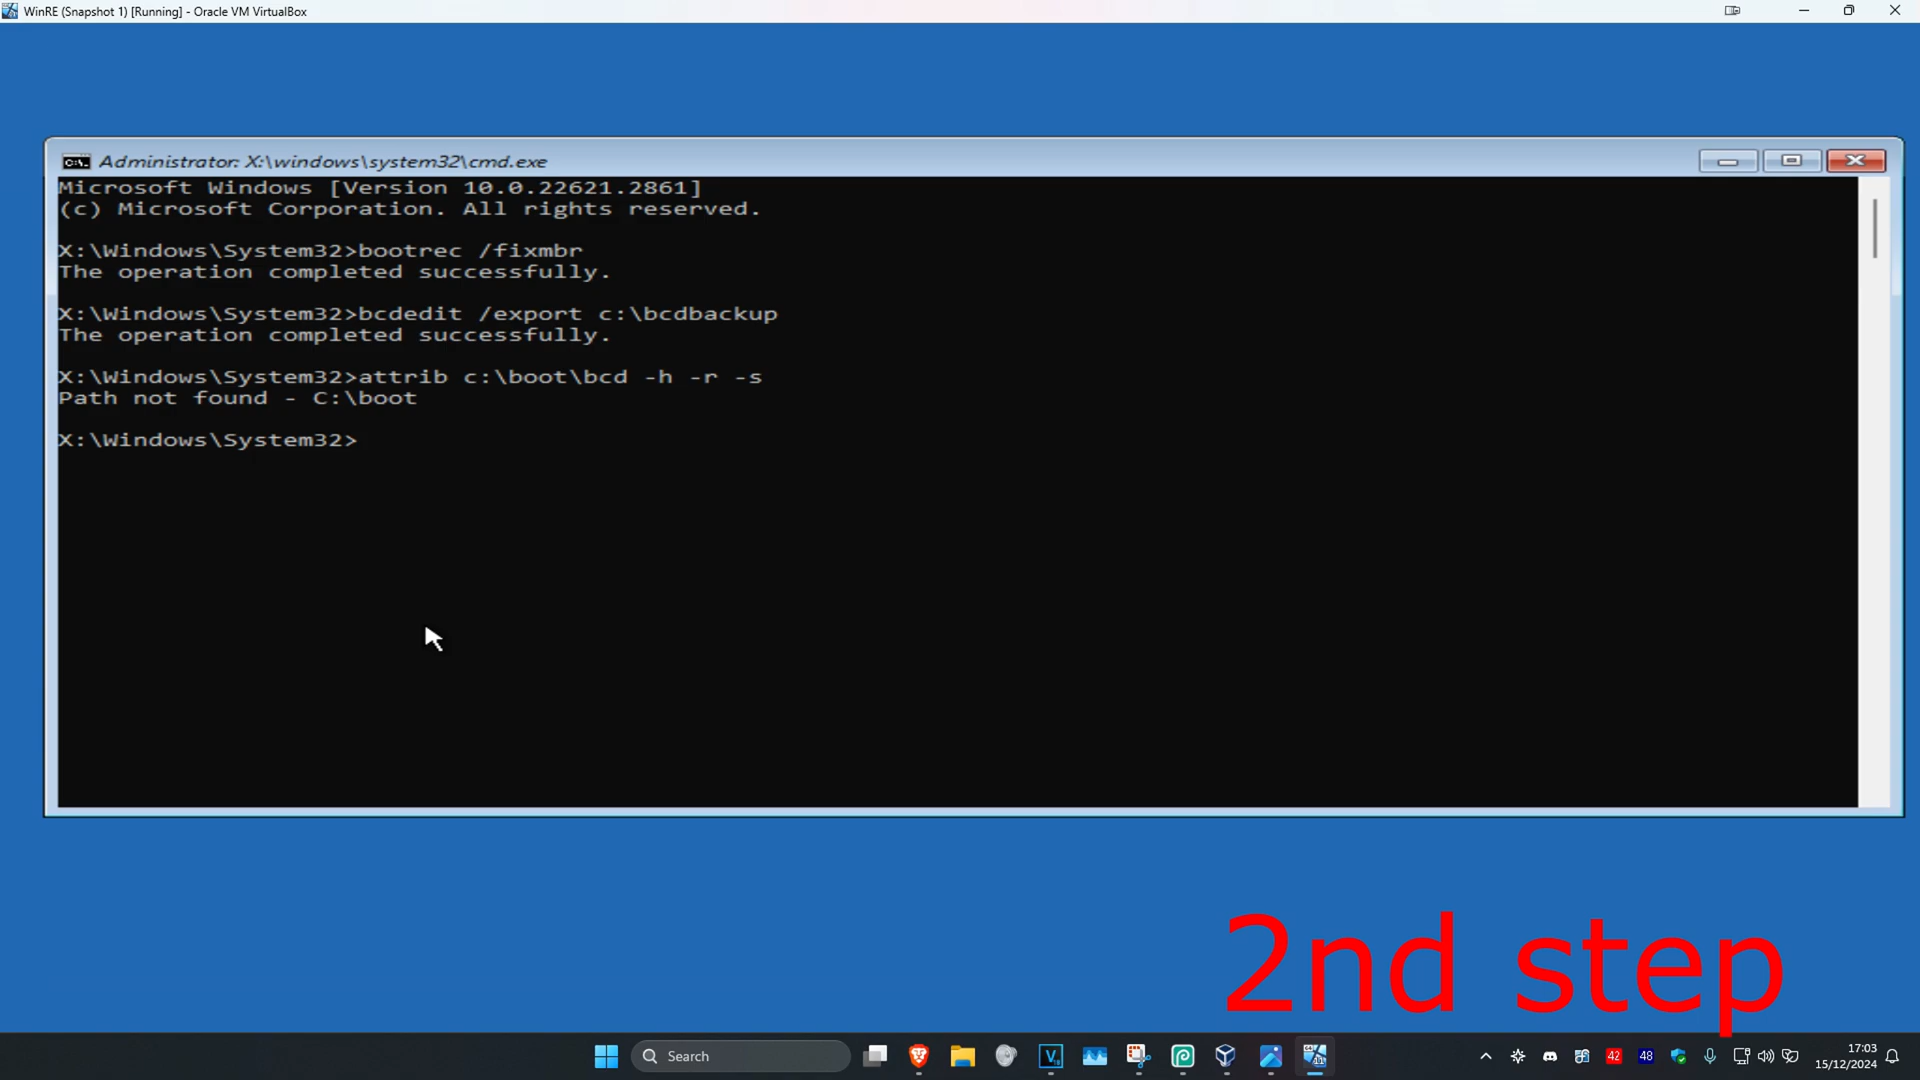 WinRE (Snapshot 1) [Running] - Oracle VM VirtualBox
Administrator: X:\windows\system32\cmd.exe
Microsoft Windows [Version 10.0.22621.2861]
(c) Microsoft Corporation. All rights reserved.
X:\Windows\System32>bootrec /fixmbr
The operation completed successfully.
X:\Windows\System32>bcdedit /export c:\bcdbackup
The operation completed successfully.
X:\Windows\System32>attrib c:\boot\bcd -h -r -s
Path not found - C:\boot
X:\Windows\System32>
2nd step
Search
42
48
17:03
15/12/2024